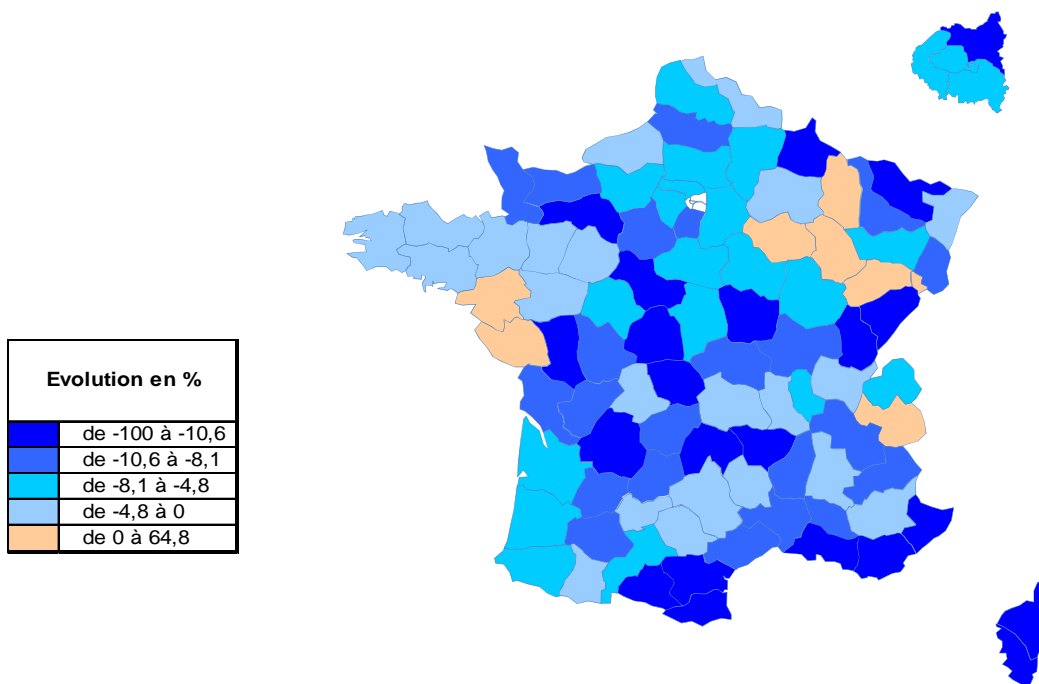 Evolution en %
de -100 à -10,6
de -10,6 à -8,1
de -8,1 à -4,8
de -4,8 à 0
de 0 à 64,8